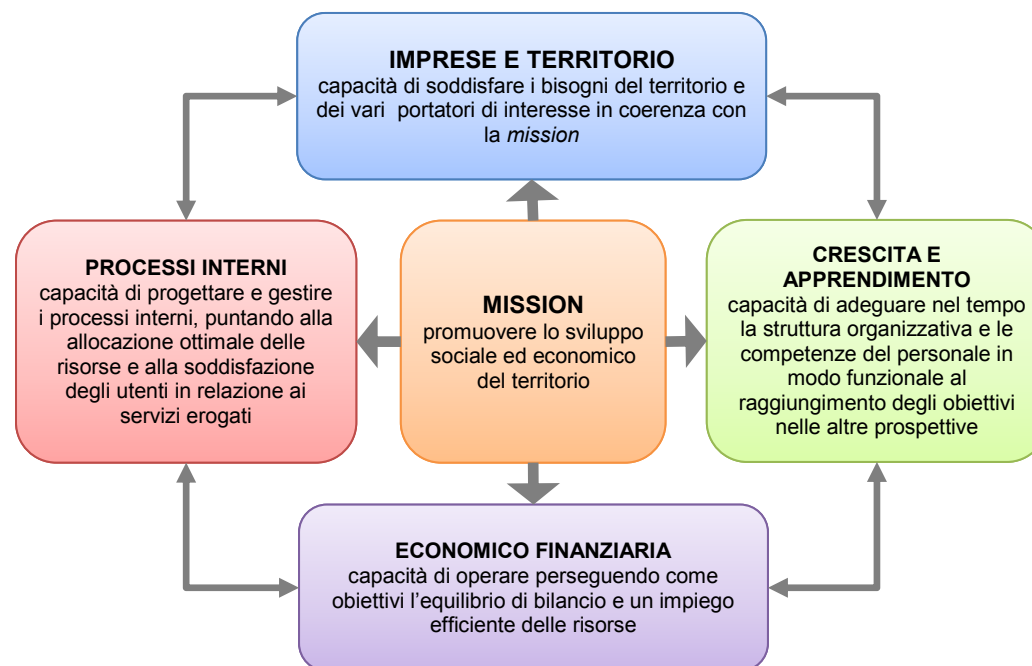 IMPRESE E TERRITORIO
capacità di soddisfare i bisogni del territorio e
dei vari portatori di interesse in coerenza con
la mission
PROCESSI INTERNI
capacità di progettare e gestire
i processi interni, puntando alla
allocazione ottimale delle
risorse e alla soddisfazione
degli utenti in relazione ai
servizi erogati
MISSION
promuovere lo sviluppo
sociale ed economico
del territorio
CRESCITA E
APPRENDIMENTO
capacità di adeguare nel tempo
la struttura organizzativa e le
competenze del personale in
modo funzionale al
raggiungimento degli obiettivi
nelle altre prospettive
ECONOMICO FINANZIARIA
capacità di operare perseguendo come
obiettivi l’equilibrio di bilancio e un impiego
efficiente delle risorse